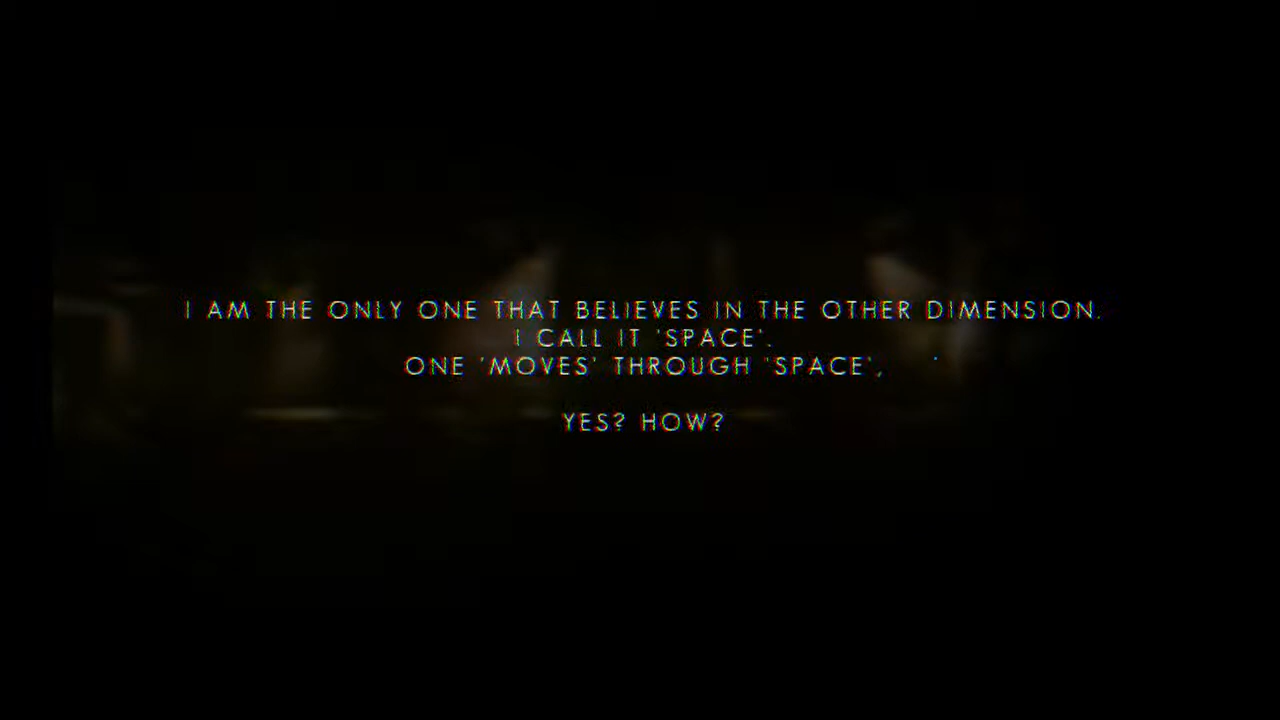 I AM THE ONLY ONE THAT BELIEVES IN THE OTHER DIMENSION.
I CALL IT 'SPACE'.
ONE 'MOVES' THROUGH 'SPACE',
YES? HOW?